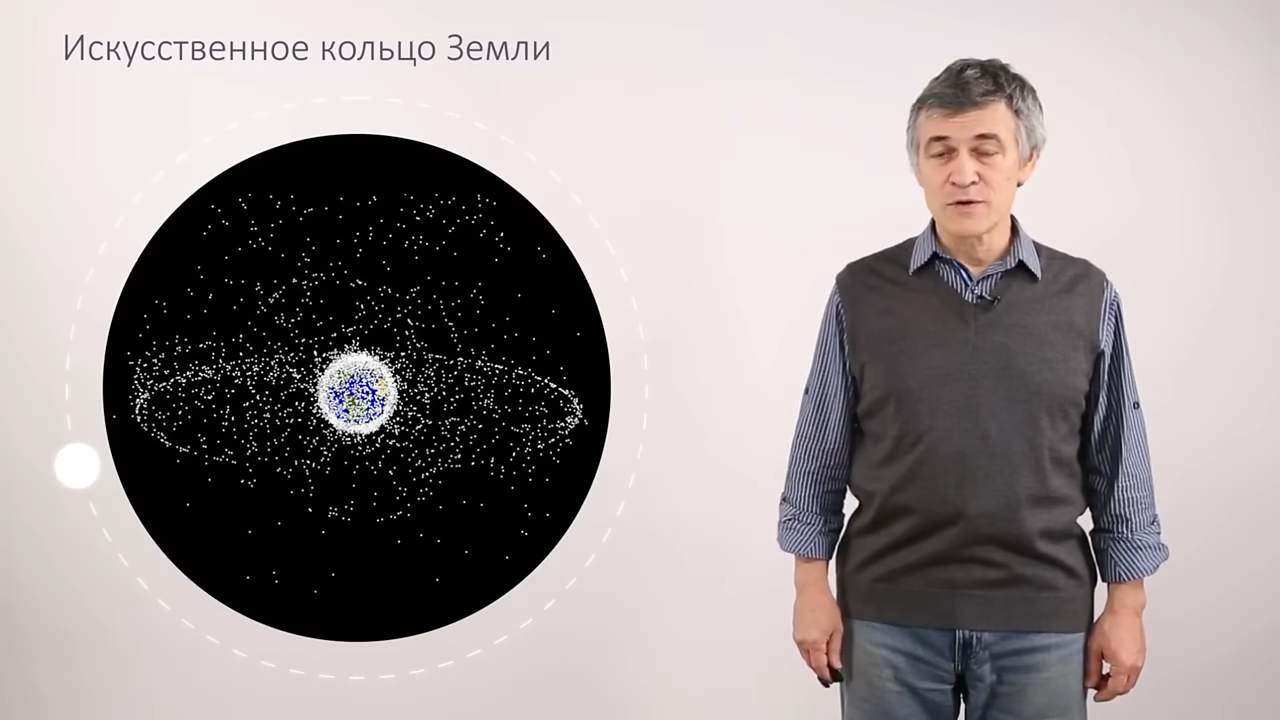 Искусственное кольцо Земли